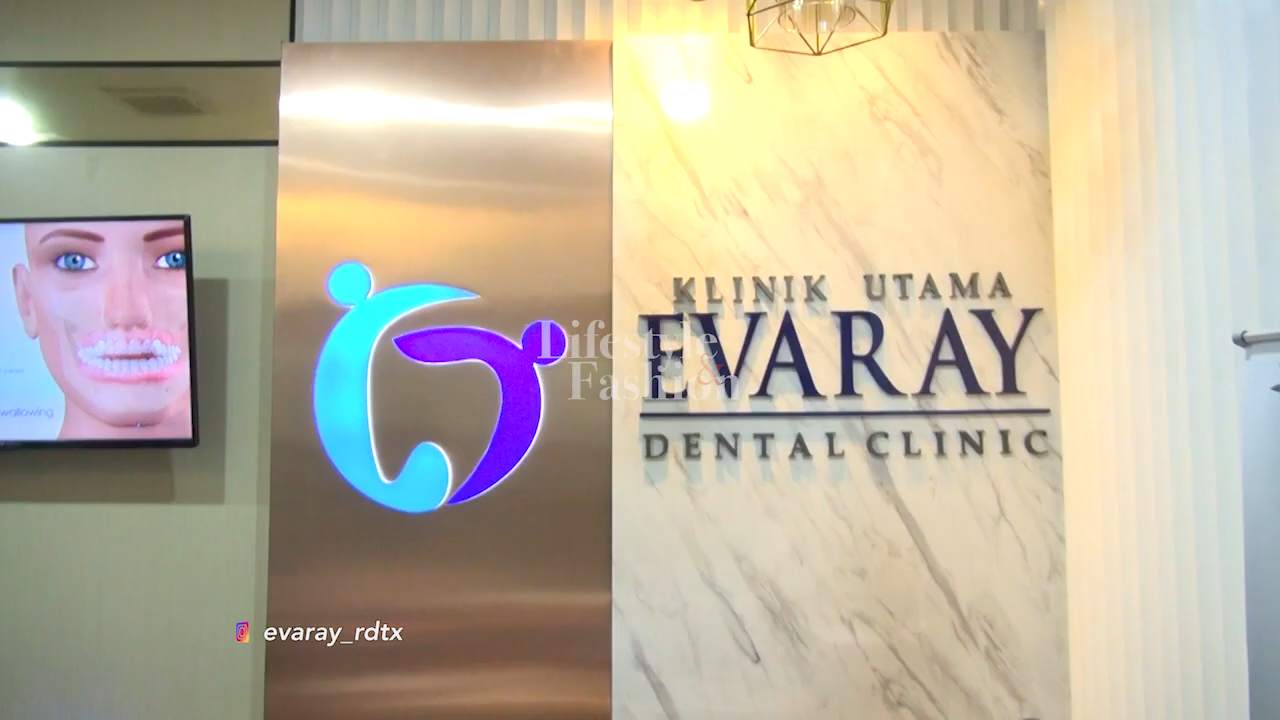 KLINIK UTAMA
EVARAY
DENTAL CLINIC
Lifestyle
& Fashion
swallowing
evaray_rdtx